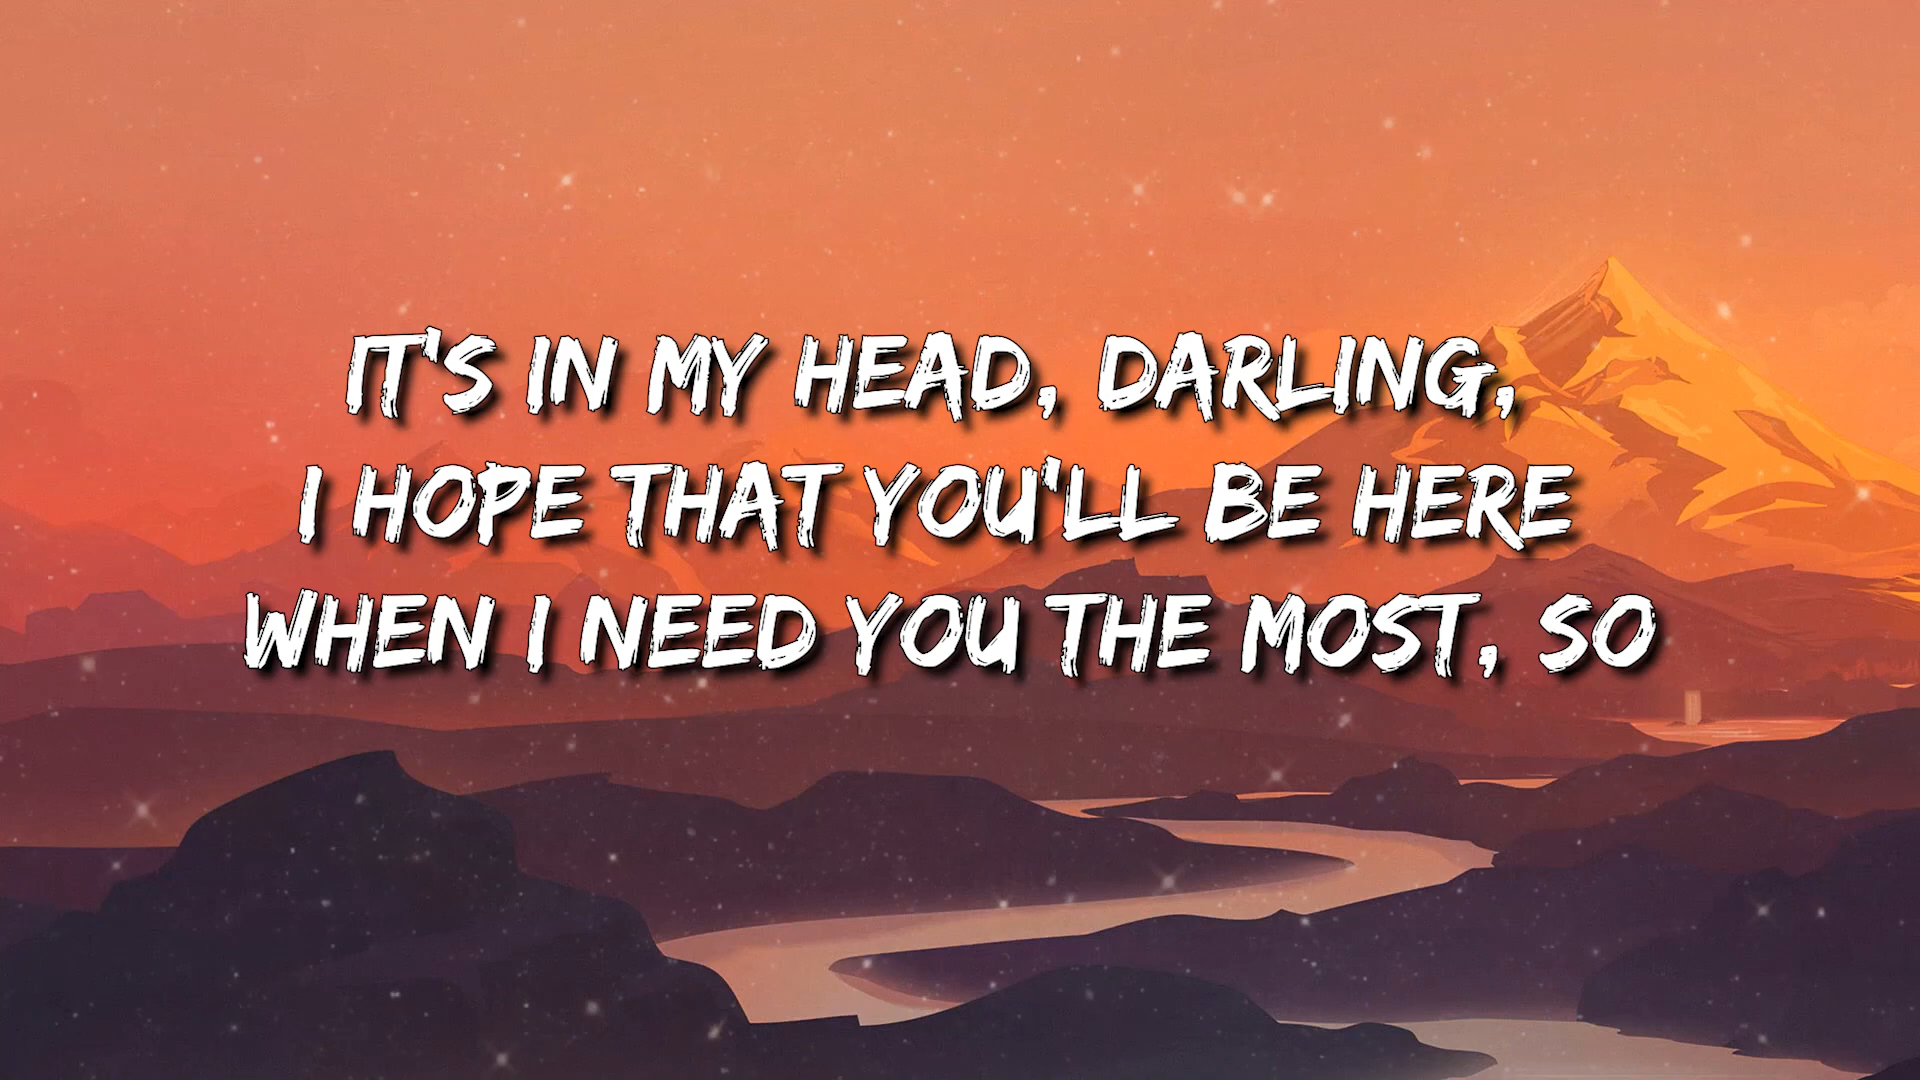 IT'S IN MY HEAD, DARLING,
I HOPE THAT YOU'LL BE HERE
WHEN I NEED YOU THE MOST, SO